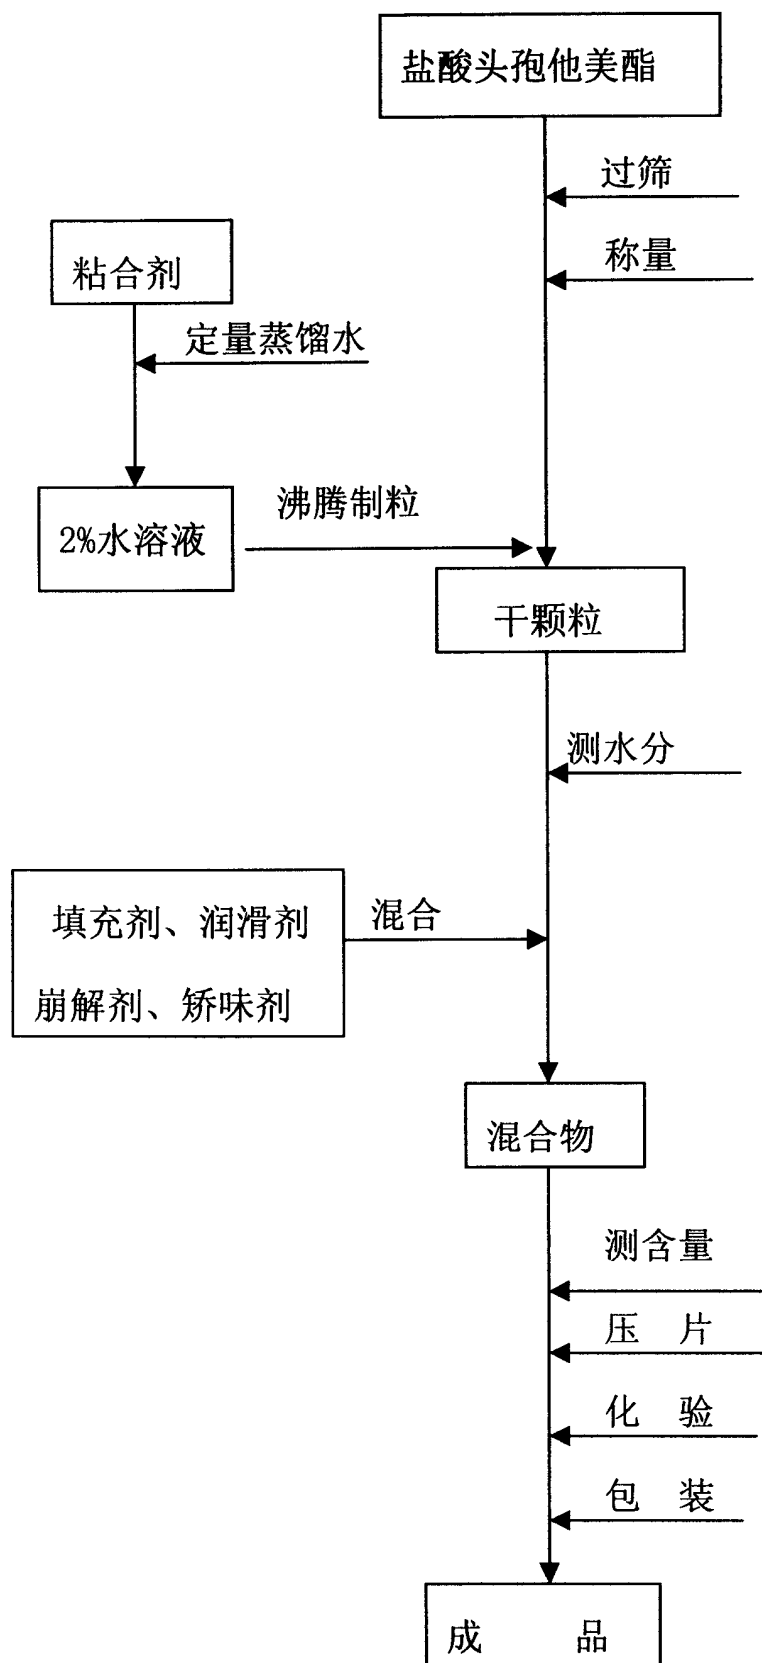 盐酸头孢他美酯
过筛
称量
粘合剂
定量蒸馏水
2%水溶液
沸腾制粒
干颗粒
测水分
填充剂、润滑剂
崩解剂、矫味剂
混合
混合物
测含量
压 片
化 验
包 装
成 品